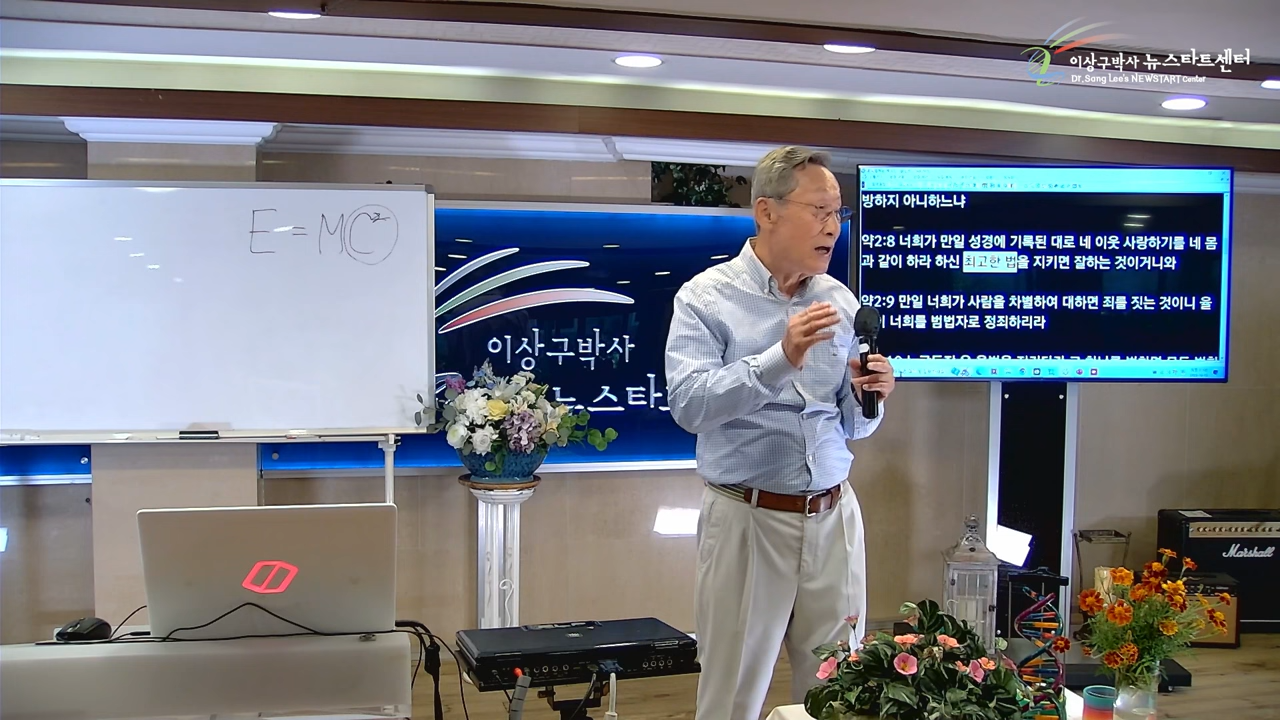 이상구박사 뉴스타트센터
Dr. Sang Lee's NEWSTART Center
E = MC²
방하지 아니하느냐
약2:8 너희가 만일 성경에 기록된 대로 네 이웃 사랑하기를 네 몸
과 같이 하라 하신 최고한 법을 지키면 잘하는 것이거니와
약2:9 만일 너희가 사람을 차별하여 대하면 죄를 짓는 것이니 율
너희를 범법자로 정죄하리라
이상구박사
뉴스타트
Marshall